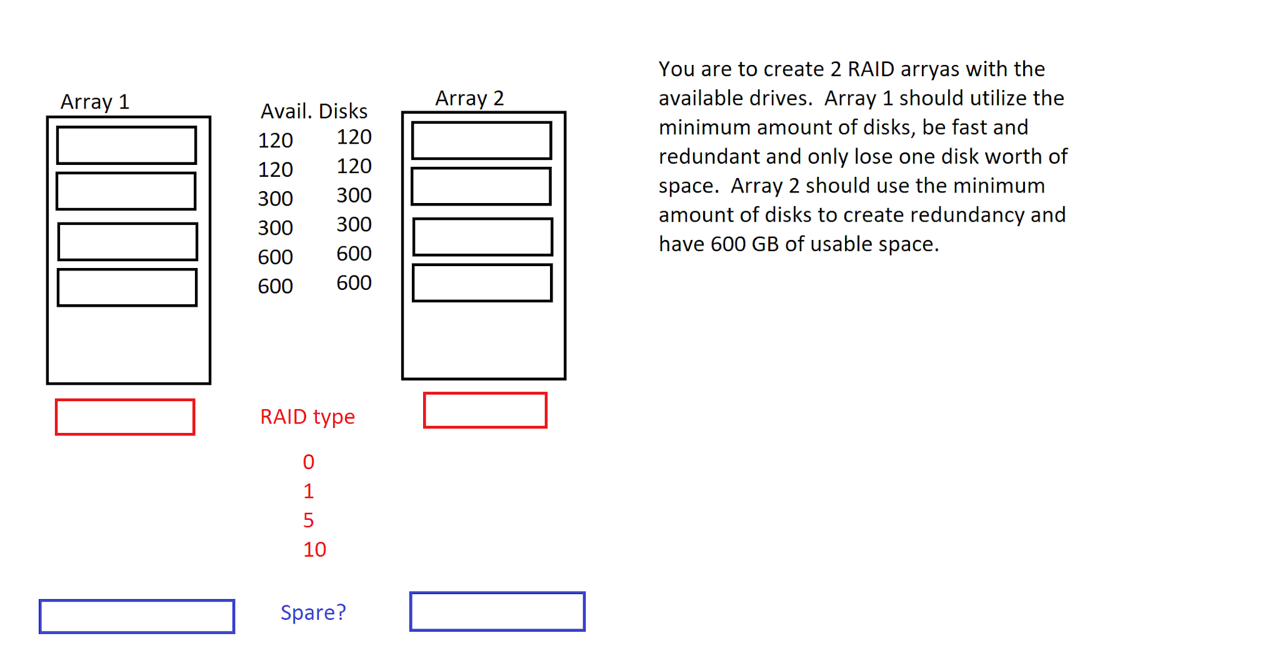 Array 1
Avail. Disks
Array 2
120 120
120 120
300 300
300 300
600 600
600 600
You are to create 2 RAID arryas with the
available drives.  Array 1 should utilize the
minimum amount of disks, be fast and
redundant and only lose one disk worth of
space.  Array 2 should use the minimum
amount of disks to create redundancy and
have 600 GB of usable space.
RAID type
0
1
5
10
Spare?